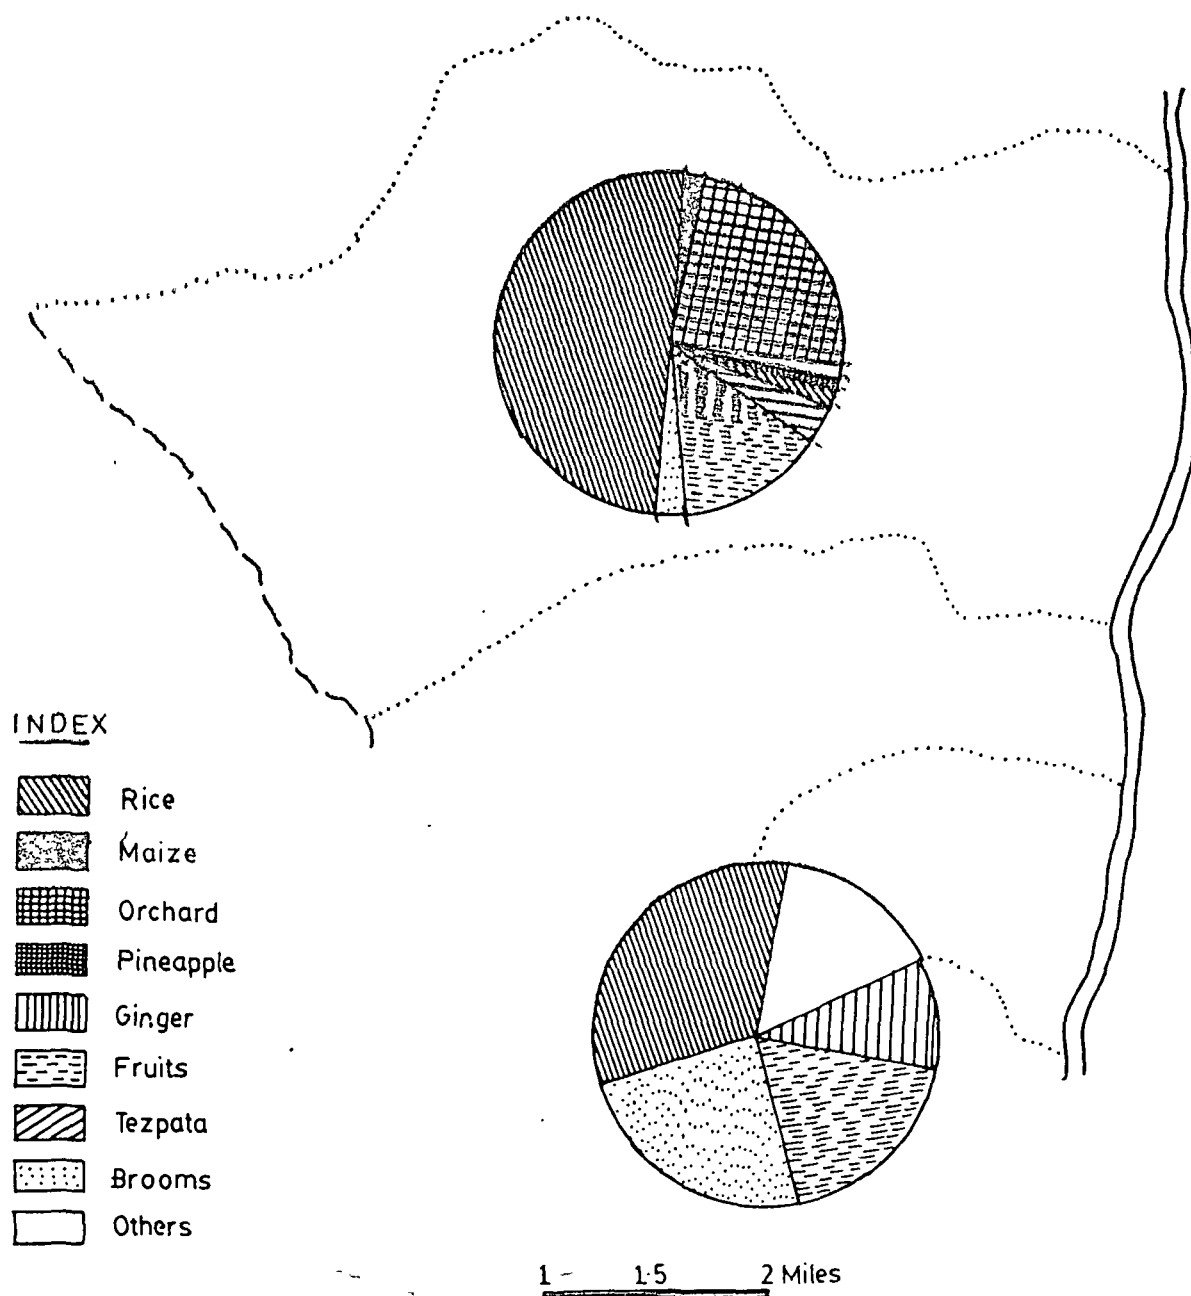 INDEX
Rice
Maize
Orchard
Pineapple
Ginger
Fruits
Tezpata
Brooms
Others
1 1·5 2 Miles